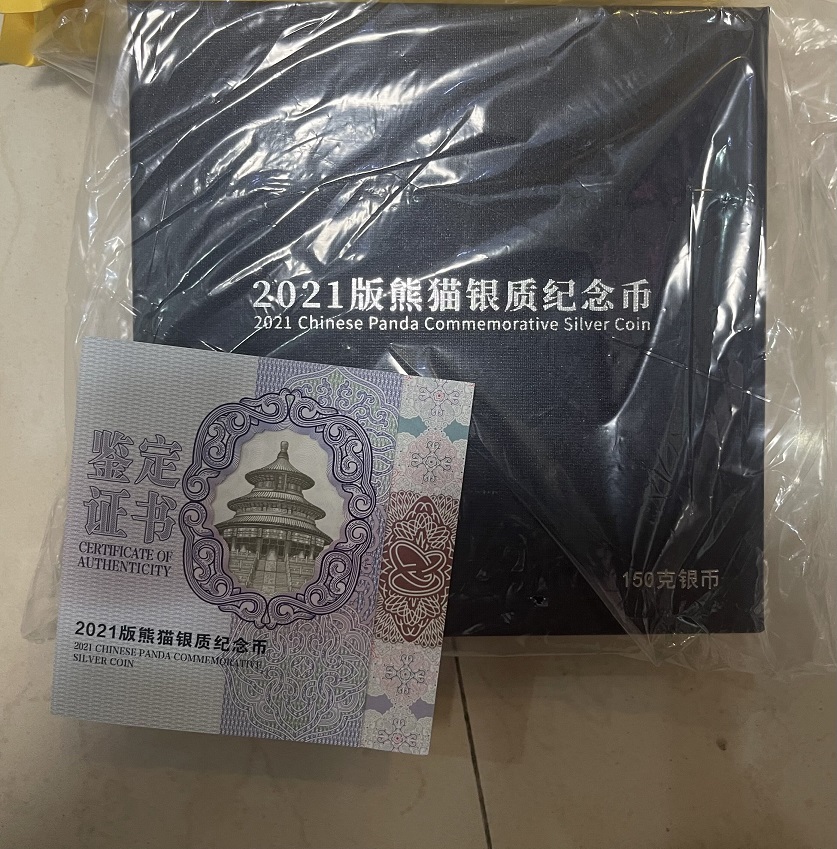 2021版熊猫银质纪念币
2021 Chinese Panda Commemorative Silver Coin
150克银币
鉴定
证书
CERTIFICATE OF
AUTHENTICITY
2021版熊猫银质纪念币
2021 CHINESE PANDA COMMEMORATIVE
SILVER COIN